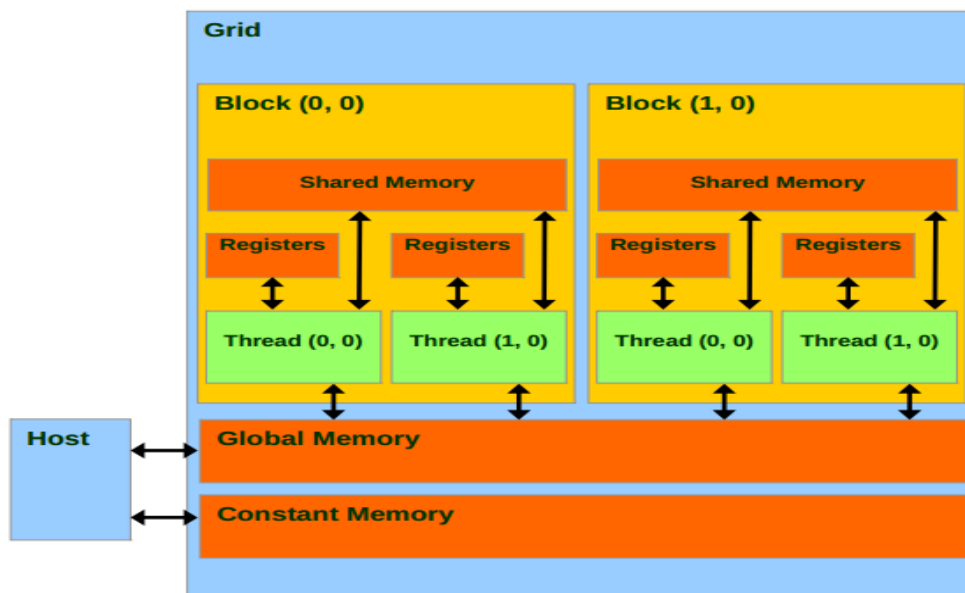 Grid
Block (0, 0)
Block (1, 0)
Shared Memory
Shared Memory
Registers
Registers
Registers
Registers
Thread (0, 0)
Thread (1, 0)
Thread (0, 0)
Thread (1, 0)
Host
Global Memory
Constant Memory